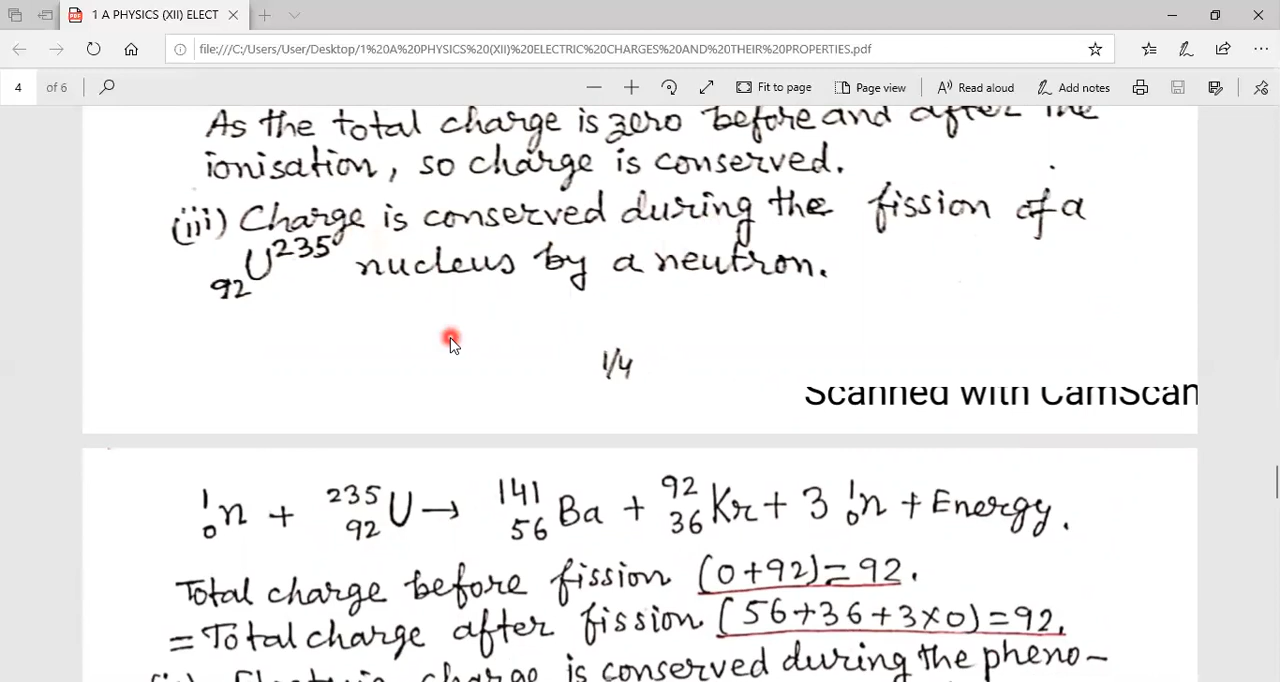 1 A PHYSICS (XII) ELECT
file:///C:/Users/User/Desktop/1%20A%20PHYSICS%20(XII)%20ELECTRIC%20CHARGES%20AND%20THEIR%20PROPERTIES.pdf
4 of 6 Fit to page Page view A)) Read aloud Add notes
As the total charge is zero before and after the
ionisation, so charge is conserved.
(iii) Charge is conserved during the fission of a
₉₂U²³⁵ nucleus by a neutron.
1/4
Scanned with CamScan
¹₀n + ²³⁵₉₂U → ¹⁴¹₅₆Ba + ⁹²₃₆Kr + 3 ¹₀n + Energy.
Total charge before fission (0+92)=92.
= Total charge after fission (56+36+3×0)=92.
is conserved during the pheno-